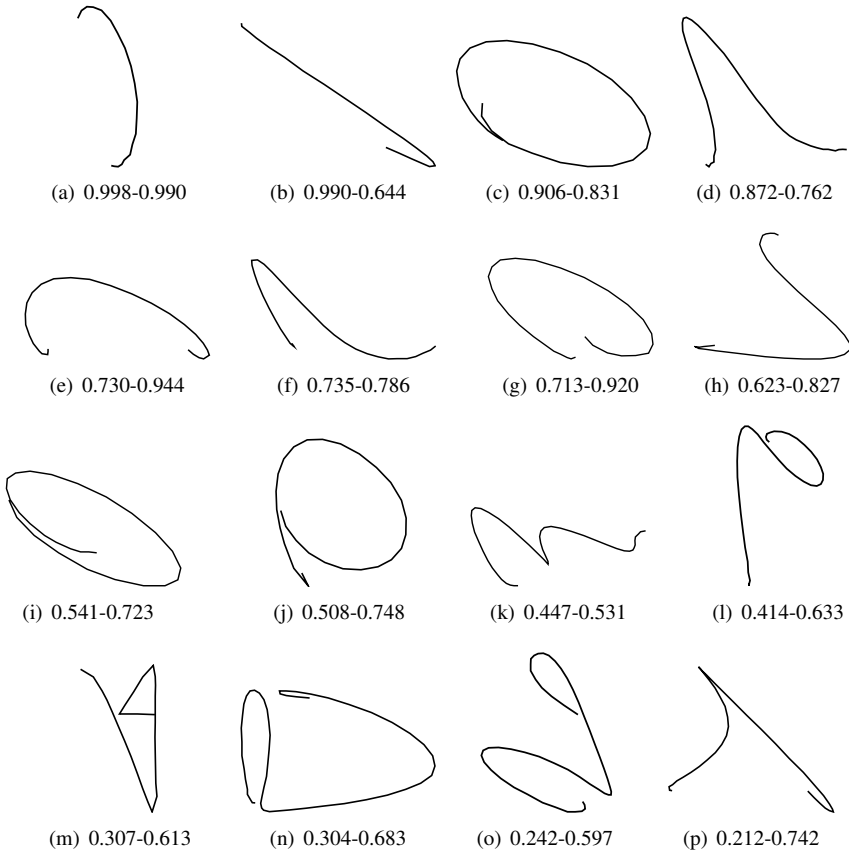 (a) 0.998-0.990 (b) 0.990-0.644 (c) 0.906-0.831 (d) 0.872-0.762
(e) 0.730-0.944 (f) 0.735-0.786 (g) 0.713-0.920 (h) 0.623-0.827
(i) 0.541-0.723 (j) 0.508-0.748 (k) 0.447-0.531 (l) 0.414-0.633
(m) 0.307-0.613 (n) 0.304-0.683 (o) 0.242-0.597 (p) 0.212-0.742